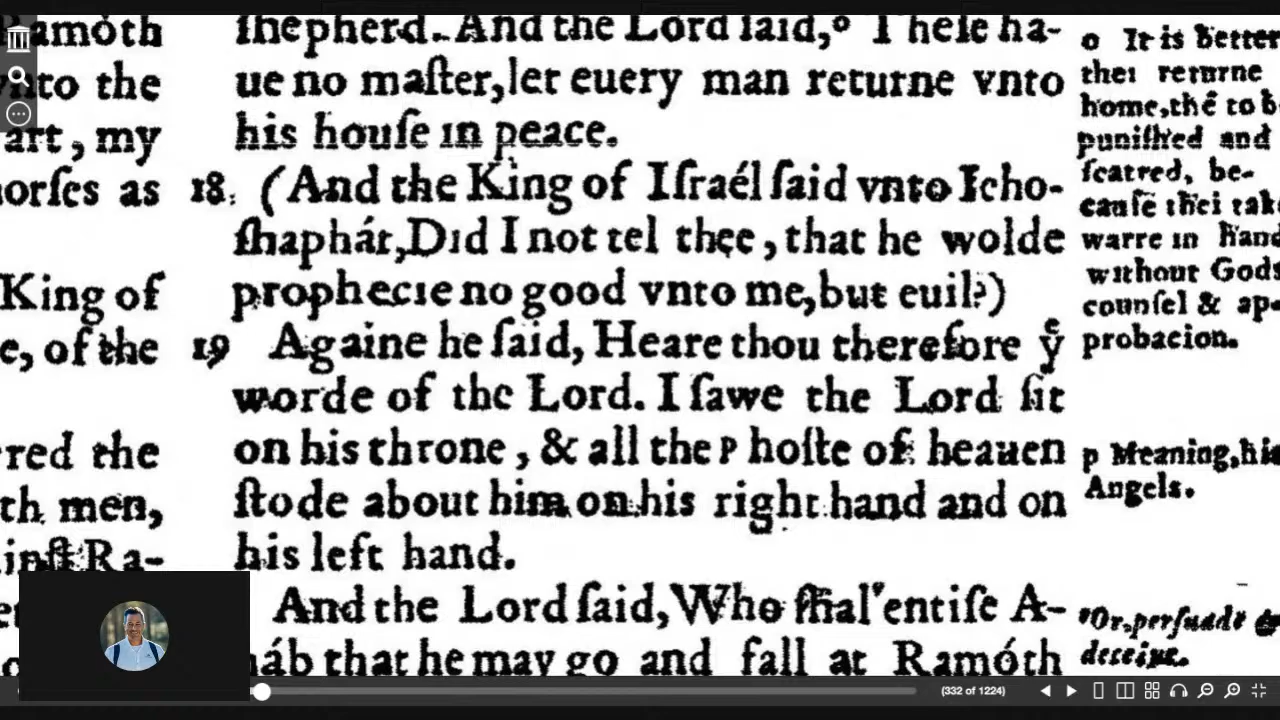 amóth
vnto the
art, my
horſes as
King of
e, of the
red the
th men,
inſt Ra-
ſhepherd. And the Lord ſaid,o Theſe ha-
ue no maſter,let euery man returne vnto
his houſe in peace.
18. (And the King of Iſraél ſaid vnto Ieho-
ſhaphát,Did I not tel thee, that he wolde
prophecie no good vnto me,but euil?)
19 Againe he ſaid, Heare thou therefore yͤ
worde of the Lord. I ſawe the Lord ſit
on his throne, & all the p hoſte of heauen
ſtode about him on his right hand and on
his left hand.
And the Lord ſaid, Who ſhal "entiſe A-
háb that he may go and fall at Ramóth
o It is better
thei returne
home,thē to b
puniſhed and
ſcatred, be-
cauſe thei tak
warre in hand
without Gods
counſel & ap-
probacion.
p Meaning,his
Angels.
"Or,perſuade &
deceiue.
(332 of 1224)